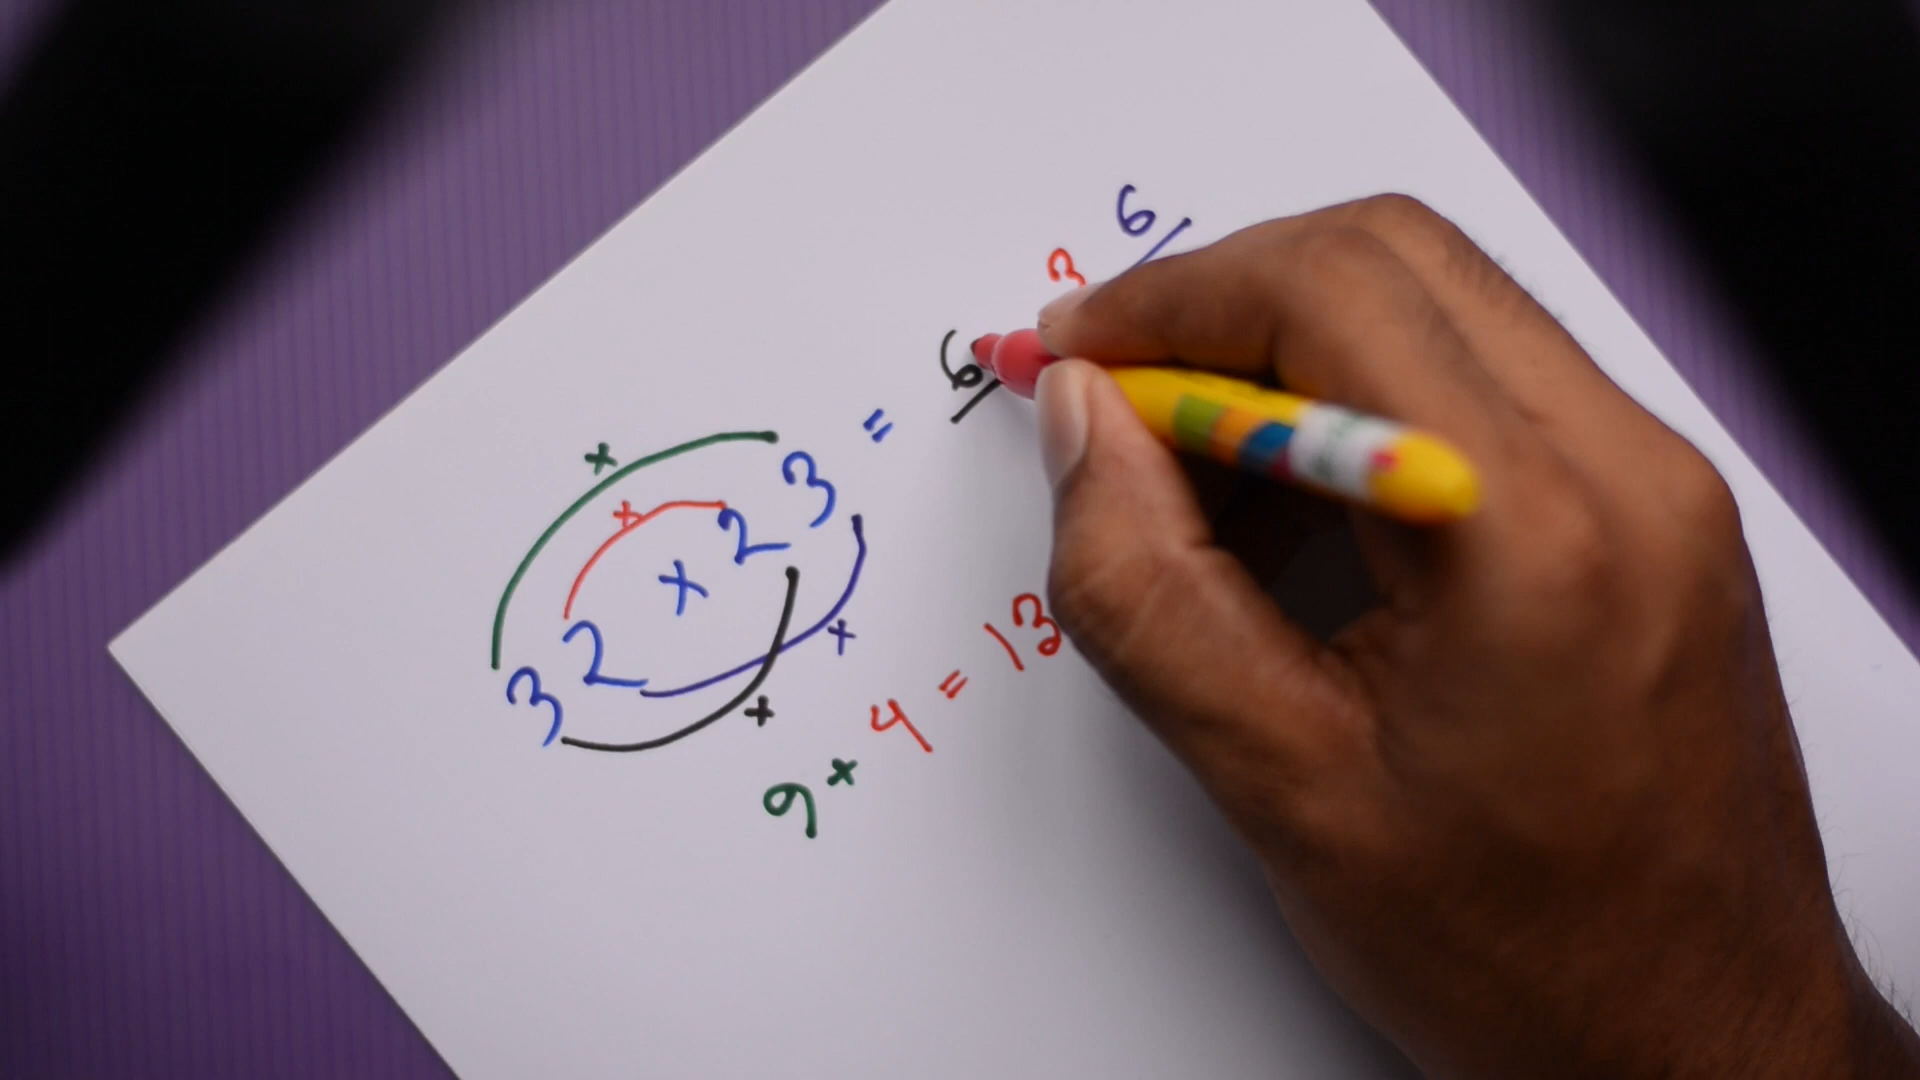 32 × 23 = 6/ 3 6/
9 + 4 = 13